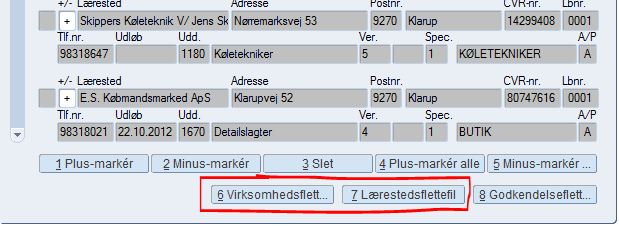 +/- Lærested Adresse Postnr. CVR-nr. Lbnr.
+ Skippers Køleteknik V/ Jens Sk Nørremarksvej 53 9270 Klarup 14299408 0001
Tlf.nr. Udløb Udd. Ver. Spec. A/P
98318647 1180 Køletekniker 5 1 KØLETEKNIKER A
+/- Lærested Adresse Postnr. CVR-nr. Lbnr.
+ E.S. Købmandsmarked ApS Klarupvej 52 9270 Klarup 80747616 0001
Tlf.nr. Udløb Udd. Ver. Spec. A/P
98318021 22.10.2012 1670 Detailslagter 4 1 BUTIK A
1 Plus-markér 2 Minus-markér 3 Slet 4 Plus-markér alle 5 Minus-markér ...
6 Virksomhedsflett... 7 Lærestedsflettefil 8 Godkendelseflett...